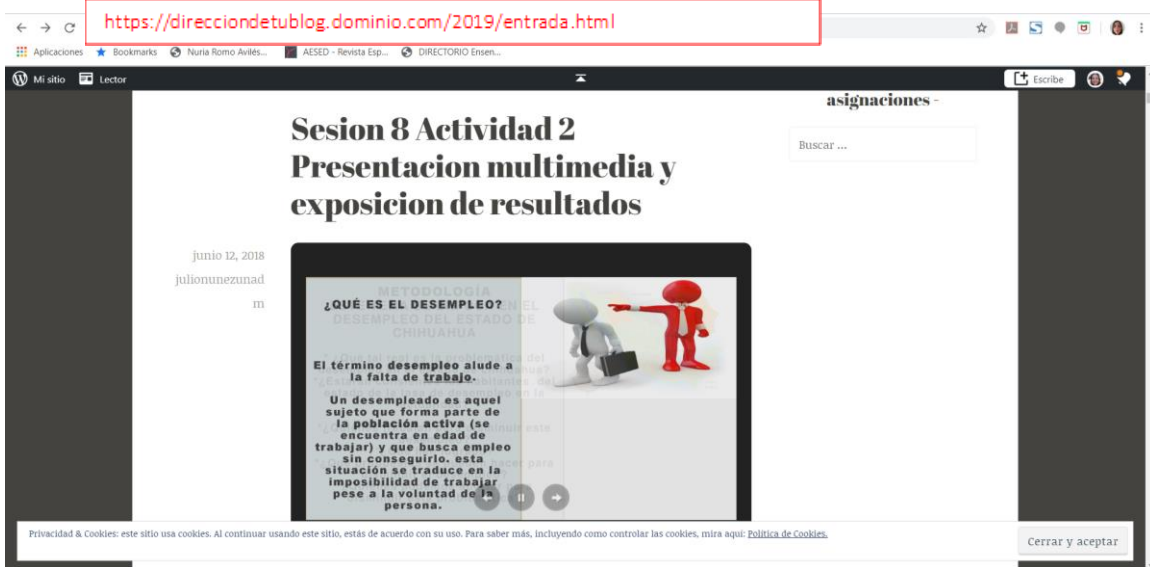 https://direcciondetublog.dominio.com/2019/entrada.html
Aplicaciones Bookmarks Nuria Romo Avilés... AESED - Revista Esp... DIRECTORIO Ensen...
Mi sitio Lector Escribe
asignaciones -
Buscar ...
Sesion 8 Actividad 2
Presentacion multimedia y
exposicion de resultados
junio 12, 2018
julionunezunad
m
METODOLOGÍA
¿QUÉ ES EL DESEMPLEO?
DESEMPLEO DEL ESTADO DE
CHIHUAHUA
El término desempleo alude a
la falta de trabajo.
Un desempleado es aquel
sujeto que forma parte de
la población activa (se
encuentra en edad de
trabajar) y que busca empleo
sin conseguirlo. esta
situación se traduce en la
imposibilidad de trabajar
pese a la voluntad de la
persona.
Privacidad & Cookies: este sitio usa cookies. Al continuar usando este sitio, estás de acuerdo con su uso. Para saber más, incluyendo como controlar las cookies, mira aquí: Política de Cookies.
Cerrar y aceptar